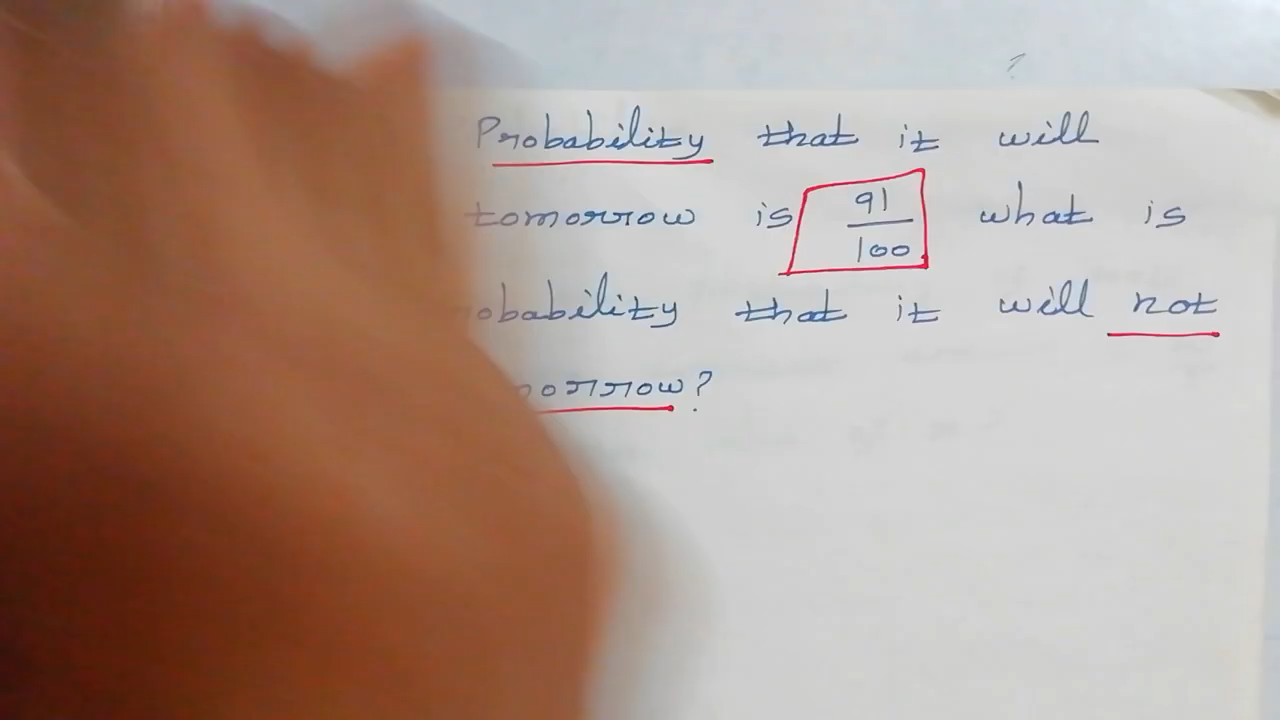 Probability that it will
tomorrow is 91/100 what is
obability that it will not
orrow?